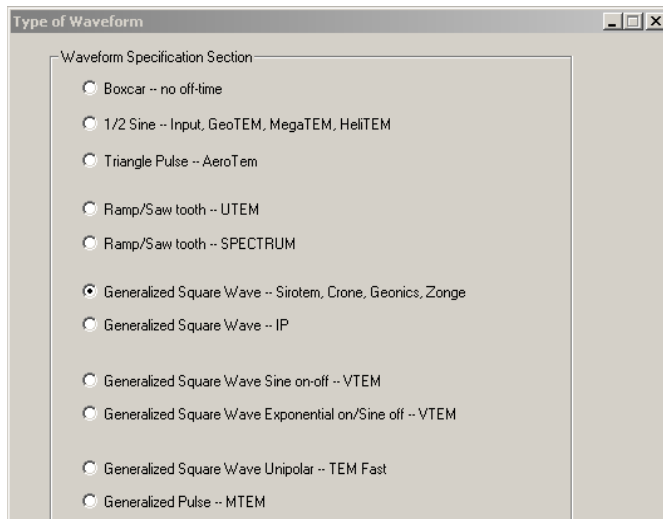 Type of Waveform
Waveform Specification Section
Boxcar -- no off-time
1/2 Sine -- Input, GeoTEM, MegaTEM, HeliTEM
Triangle Pulse -- AeroTem
Ramp/Saw tooth -- UTEM
Ramp/Saw tooth -- SPECTRUM
Generalized Square Wave -- Sirotem, Crone, Geonics, Zonge
Generalized Square Wave -- IP
Generalized Square Wave Sine on-off -- VTEM
Generalized Square Wave Exponential on/Sine off -- VTEM
Generalized Square Wave Unipolar -- TEM Fast
Generalized Pulse -- MTEM